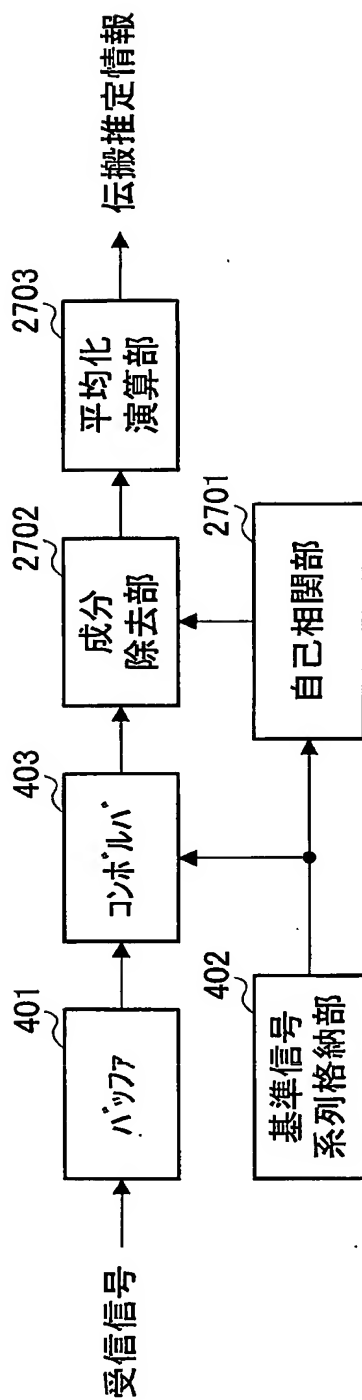 受信信号
401
バッファ
403
コンボルバ
2702
成分
除去部
2703
平均化
演算部
伝搬推定情報
402
基準信号
系列格納部
2701
自己相関部